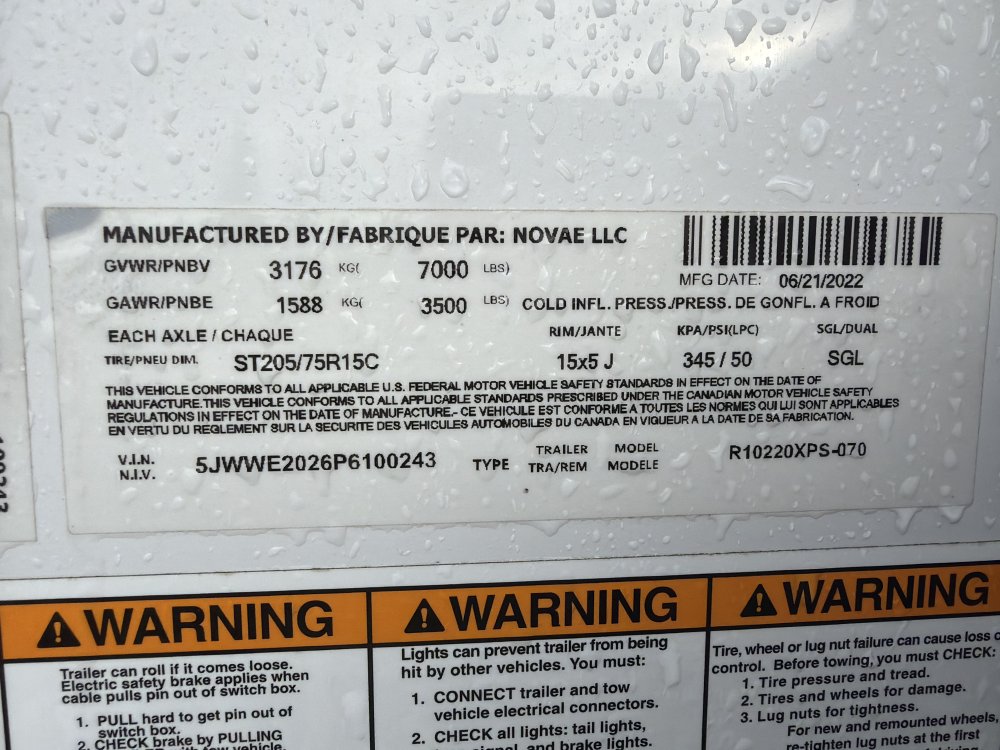 MANUFACTURED BY/FABRIQUE PAR: NOVAE LLC
GVWR/PNBV 3176 KG( 7000 LBS) MFG DATE: 06/21/2022
GAWR/PNBE 1588 KG( 3500 LBS) COLD INFL. PRESS./PRESS. DE GONFL. A FROID
EACH AXLE / CHAQUE RIM/JANTE KPA/PSI(LPC) SGL/DUAL
TIRE/PNEU DIM. ST205/75R15C 15x5 J 345 / 50 SGL
THIS VEHICLE CONFORMS TO ALL APPLICABLE U.S. FEDERAL MOTOR VEHICLE SAFETY STANDARDS IN EFFECT ON THE DATE OF
MANUFACTURE. THIS VEHICLE CONFORMS TO ALL APPLICABLE STANDARDS PRESCRIBED UNDER THE CANADIAN MOTOR VEHICLE SAFETY
REGULATIONS IN EFFECT ON THE DATE OF MANUFACTURE.- CE VEHICULE EST CONFORME A TOUTES LES NORMES QUI LUI SONT APPLICABLES
EN VERTU DU REGLEMENT SUR LA SECURITE DES VEHICULES AUTOMOBILES DU CANADA EN VIGUEUR A LA DATE DE SA FABRICATION.
V.I.N. 5JWWE2026P6100243 TYPE TRAILER MODEL R10220XPS-070
N.I.V. TRA/REM MODELE
WARNING
Trailer can roll if it comes loose.
Electric safety brake applies when
cable pulls pin out of switch box.
1. PULL hard to get pin out of
switch box.
2. CHECK brake by PULLING
with tow vehicle.
WARNING
Lights can prevent trailer from being
hit by other vehicles. You must:
1. CONNECT trailer and tow
vehicle electrical connectors.
2. CHECK all lights: tail lights,
signal, and brake lights.
WARNING
Tire, wheel or lug nut failure can cause loss
control. Before towing, you must CHECK:
1. Tire pressure and tread.
2. Tires and wheels for damage.
3. Lug nuts for tightness.
For new and remounted wheels,
re-tighten lug nuts at the first